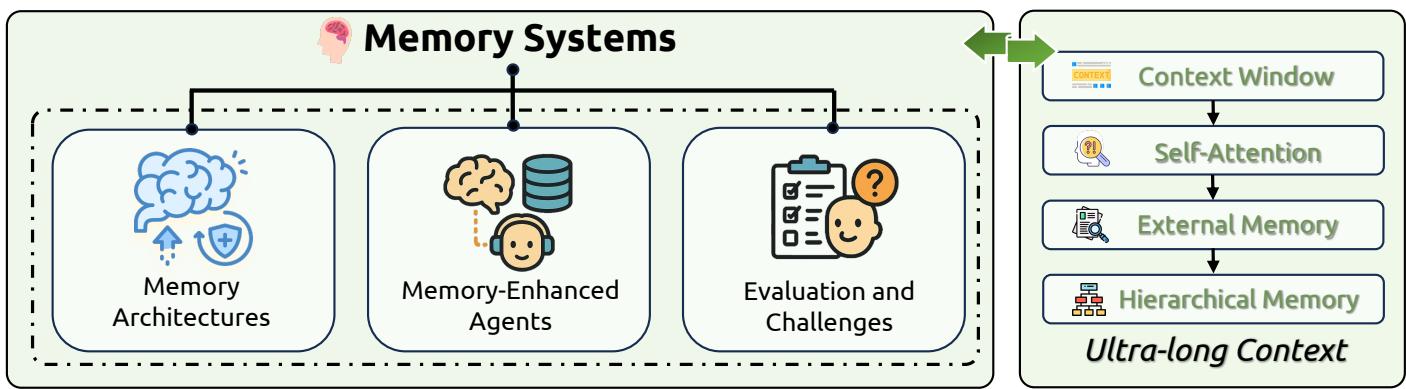 Memory Systems
Memory
Architectures
Memory-Enhanced
Agents
Evaluation and
Challenges
CONTEXT
Context Window
Self-Attention
External Memory
Hierarchical Memory
Ultra-long Context